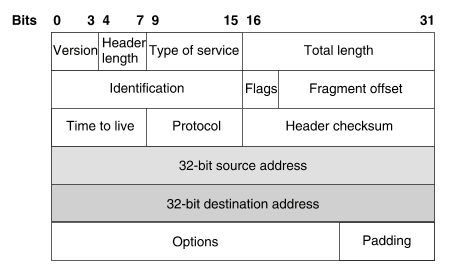 Bits 0 3 4 7 9 15 16 31
Version Header length Type of service Total length
Identification Flags Fragment offset
Time to live Protocol Header checksum
32-bit source address
32-bit destination address
Options Padding